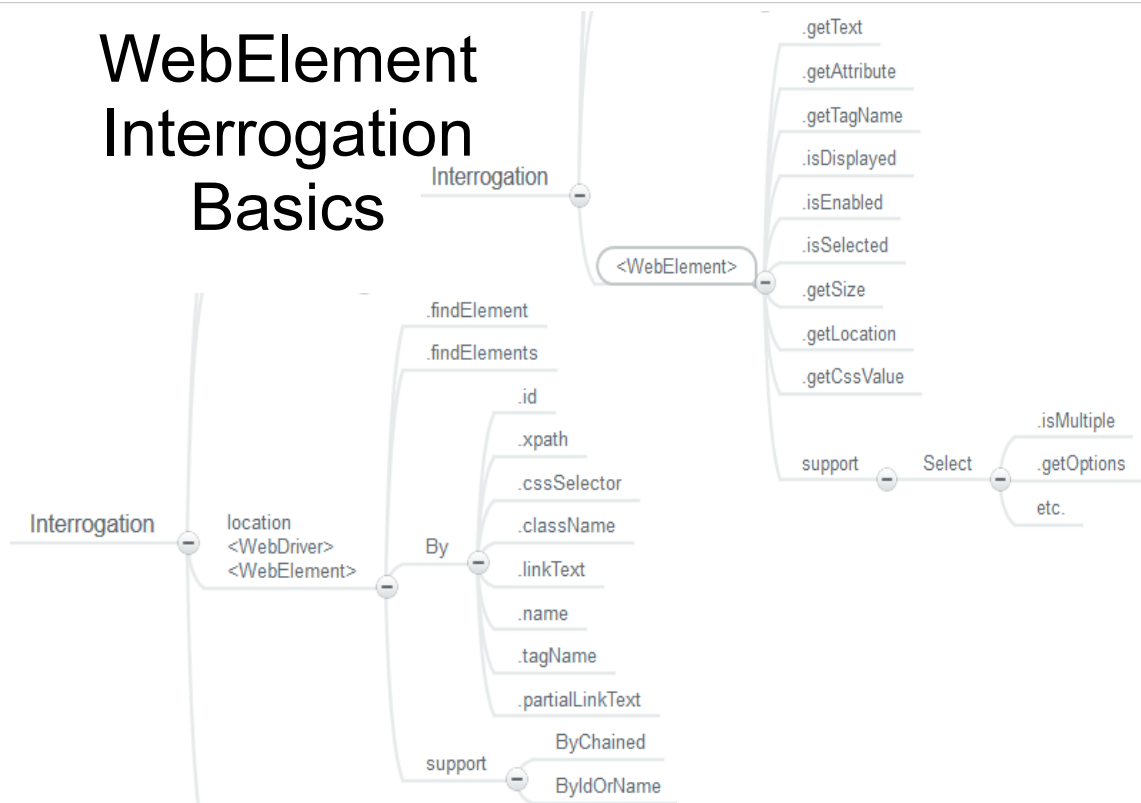 WebElement
Interrogation
Basics
Interrogation
<WebElement>
.getText
.getAttribute
.getTagName
.isDisplayed
.isEnabled
.isSelected
.getSize
.getLocation
.getCssValue
support
Select
.isMultiple
.getOptions
etc.
Interrogation
location
<WebDriver>
<WebElement>
.findElement
.findElements
By
.id
.xpath
.cssSelector
.className
.linkText
.name
.tagName
.partialLinkText
support
ByChained
ByIdOrName